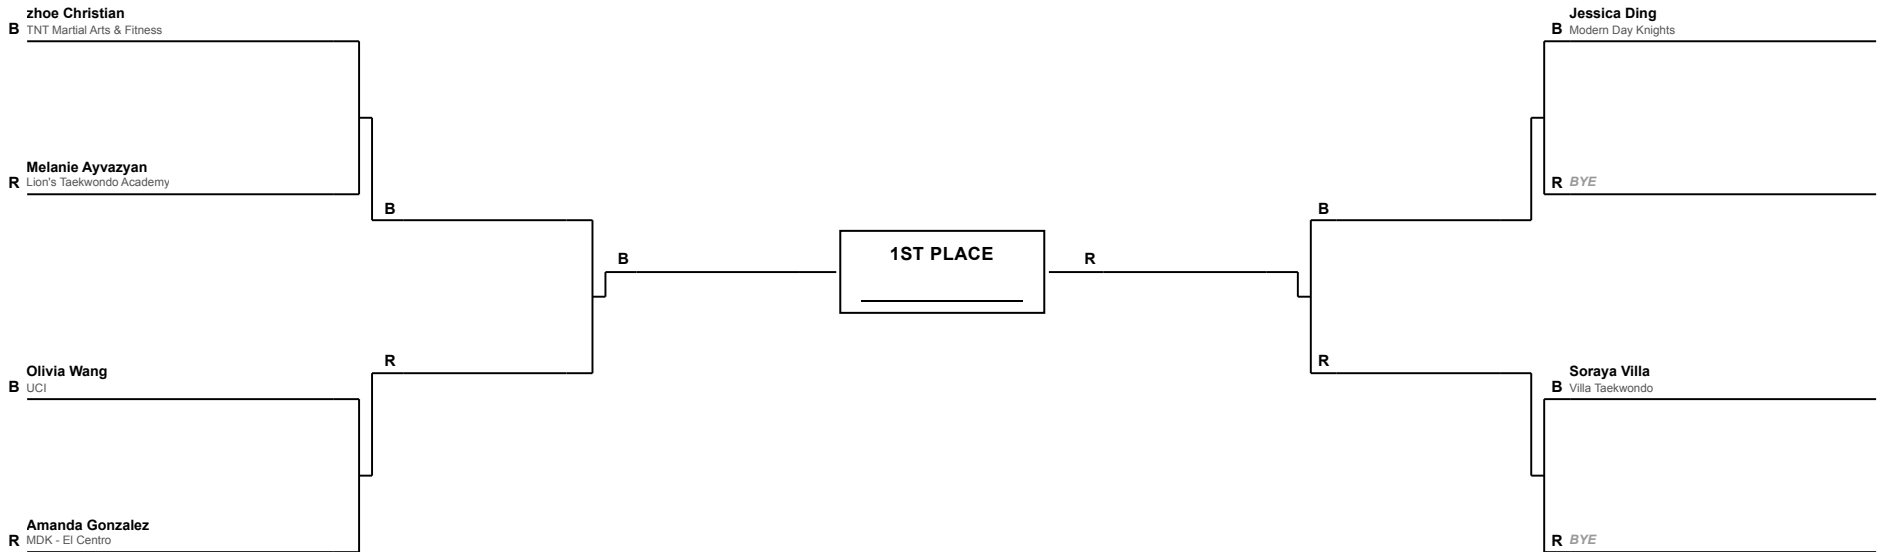 zhoe Christian
B TNT Martial Arts & Fitness
Melanie Ayvazyan
R Lion's Taekwondo Academy
B
Olivia Wang
B UCI
R
Amanda Gonzalez
R MDK - El Centro
B
1ST PLACE
R
Jessica Ding
B Modern Day Knights
R BYE
B
R
Soraya Villa
B Villa Taekwondo
R BYE